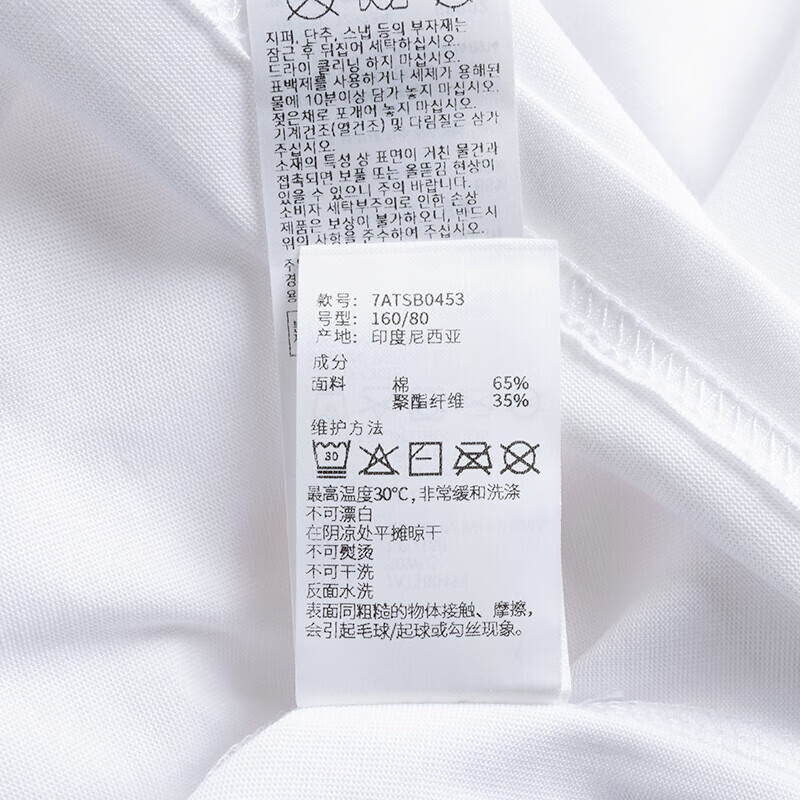 지퍼, 단추, 스냅 등의 부자재는
잠근 후 뒤집어 세탁하십시오.
드라이 클리닝 하지 마십시오.
표백제를 사용하거나 세제가 용해된
물에 10분이상 담가 놓지 마십시오.
젖은채로 포개어 놓지 마십시오.
기계건조(열건조) 및 다림질은 삼가
주십시오.
소재의 특성 상 표면이 거친 물건과
접촉되면 보풀 또는 올뜯김 현상이
있을 수 있으니 주의 바랍니다.
소비자 세탁부주의로 인한 손상
제품은 보상이 불가하오니, 반드시
위의 사항을 준수하여 주십시오.
款号: 7ATSB0453
号型: 160/80
产地: 印度尼西亚
成分
面料 棉 65%
聚酯纤维 35%
维护方法
30
最高温度30℃, 非常缓和洗涤
不可漂白
在阴凉处平摊晾干
不可熨烫
不可干洗
反面水洗
表面同粗糙的物体接触、摩擦,
会引起毛球/起球或勾丝现象。